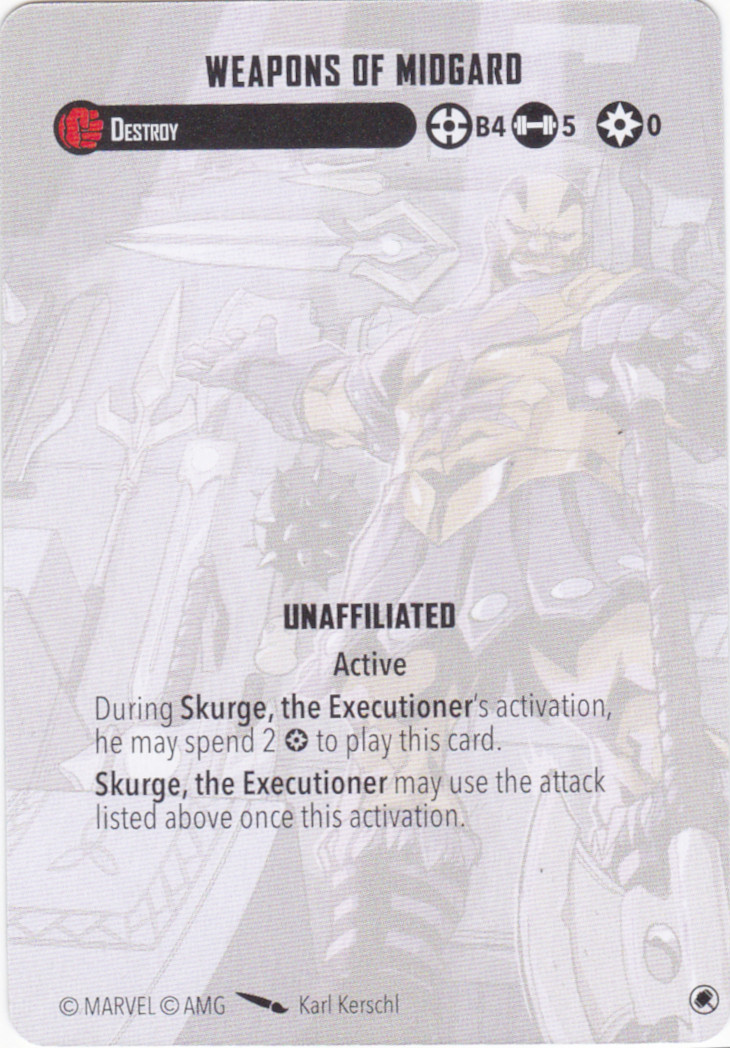 WEAPONS OF MIDGARD
DESTROY B4 5 0
UNAFFILIATED
Active
During Skurge, the Executioner's activation,
he may spend 2 to play this card.
Skurge, the Executioner may use the attack
listed above once this activation.
© MARVEL © AMG Karl Kerschl